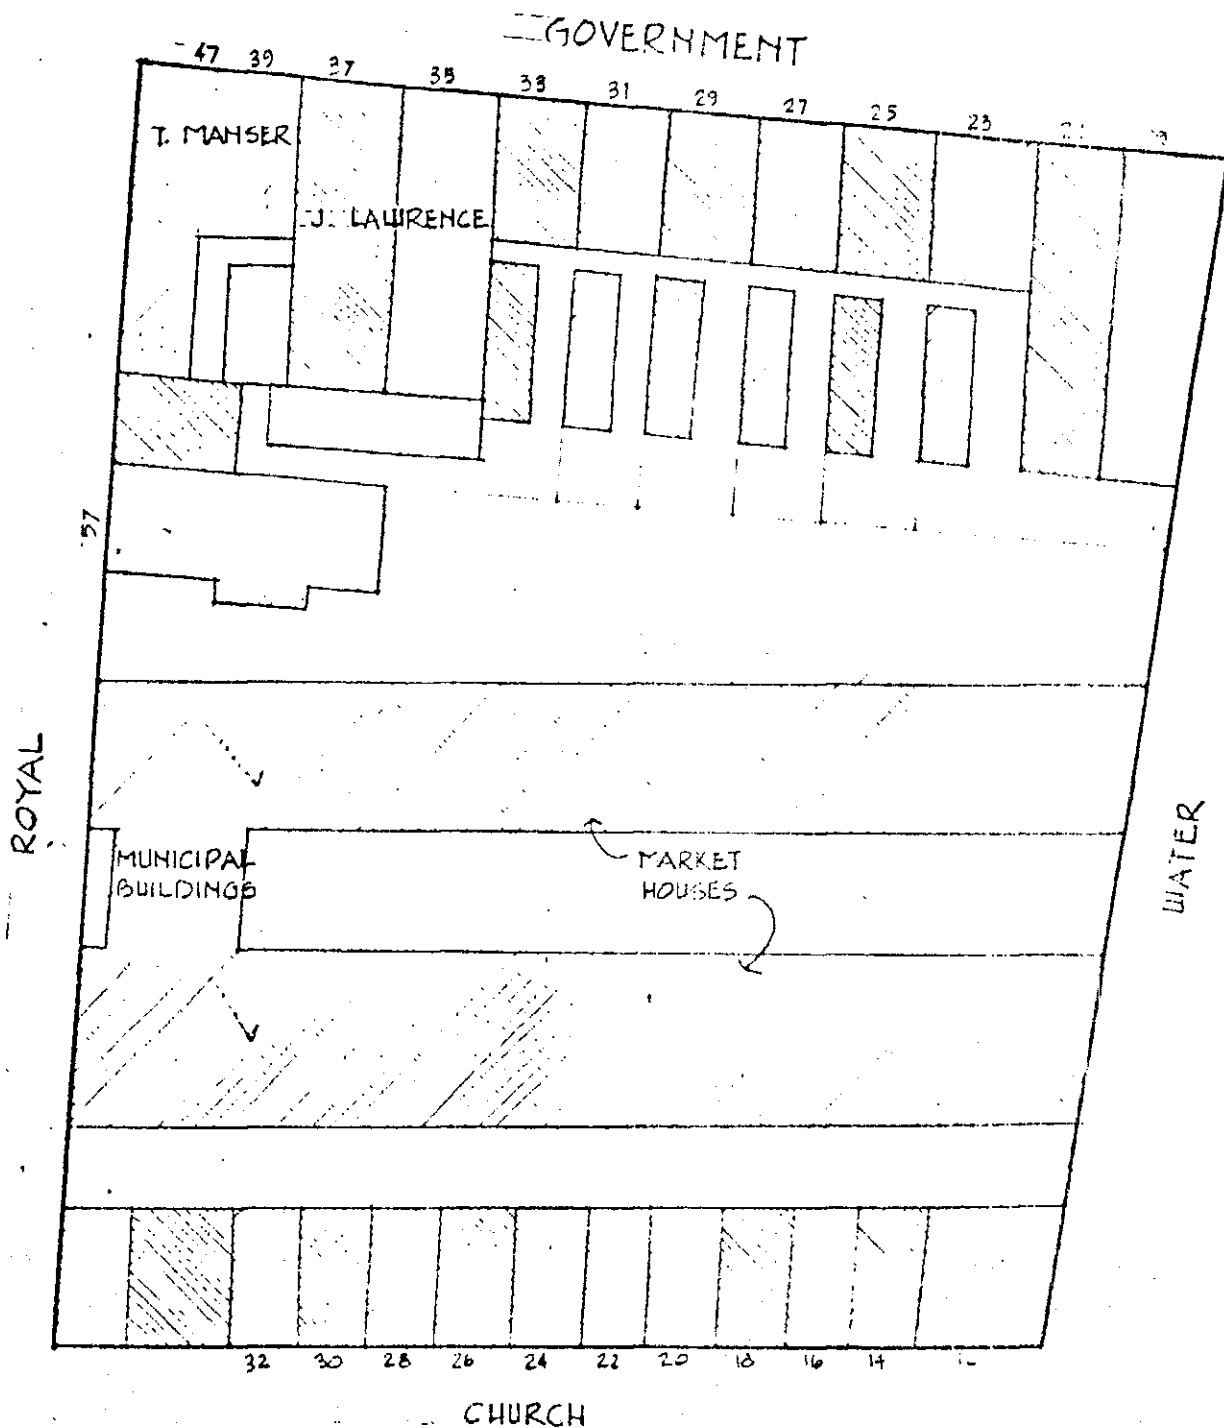 GOVERNMENT
47 39 37 35 33 31 29 27 25 23
T. MANSER
J. LAWRENCE
57
ROYAL
MUNICIPAL
BUILDINGS
MARKET
HOUSES
WATER
32 30 28 26 24 22 20 18 16 14
CHURCH